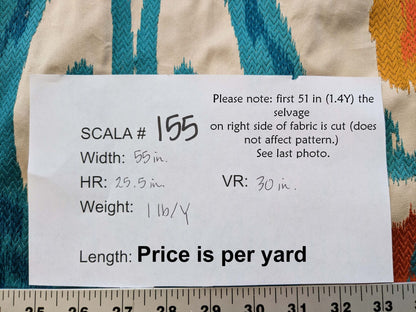 Please note: first 51 in (1.4Y) the
selvage
on right side of fabric is cut (does
not affect pattern.)
See last photo.
SCALA # 155
Width: 55 in.
HR: 25.5 in. VR: 30 in.
Weight: 1 lb/Y
Length: Price is per yard
25 26 27 28 29 30 31 32 33